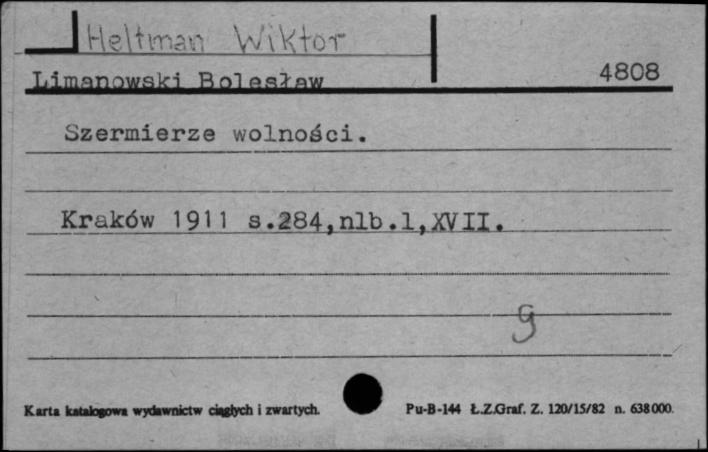 Heltman Wiktor
Limanowski Bolesław 4808
Szermierze wolności.
Kraków 1911 s.284,nlb.1,XVII.
g
Karta katalogowa wydawnictw ciągłych i zwartych. Pu-B-144 Ł.Z.Graf. Z. 120/15/82 n. 638000.